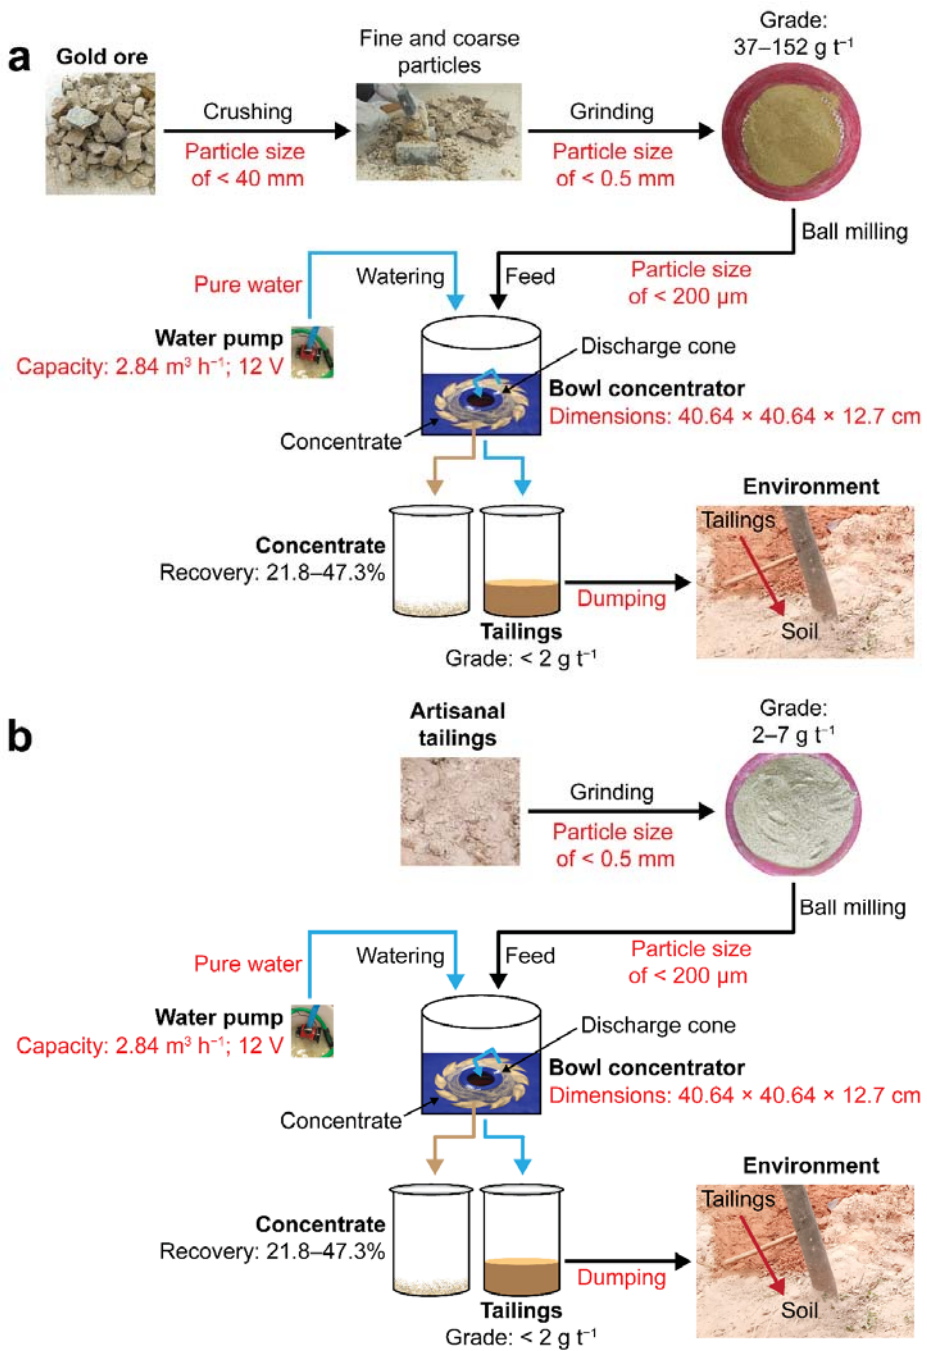 a
Gold ore
Crushing
Particle size
of < 40 mm
Fine and coarse
particles
Grinding
Particle size
of < 0.5 mm
Grade:
37–152 g t⁻¹
Ball milling
Particle size
of < 200 µm
Feed
Watering
Pure water
Water pump
Capacity: 2.84 m³ h⁻¹; 12 V
Discharge cone
Bowl concentrator
Dimensions: 40.64 × 40.64 × 12.7 cm
Concentrate
Concentrate
Recovery: 21.8–47.3%
Tailings
Grade: < 2 g t⁻¹
Dumping
Environment
Tailings
Soil
b
Artisanal
tailings
Grinding
Particle size
of < 0.5 mm
Grade:
2–7 g t⁻¹
Ball milling
Particle size
of < 200 µm
Feed
Watering
Pure water
Water pump
Capacity: 2.84 m³ h⁻¹; 12 V
Discharge cone
Bowl concentrator
Dimensions: 40.64 × 40.64 × 12.7 cm
Concentrate
Concentrate
Recovery: 21.8–47.3%
Tailings
Grade: < 2 g t⁻¹
Dumping
Environment
Tailings
Soil